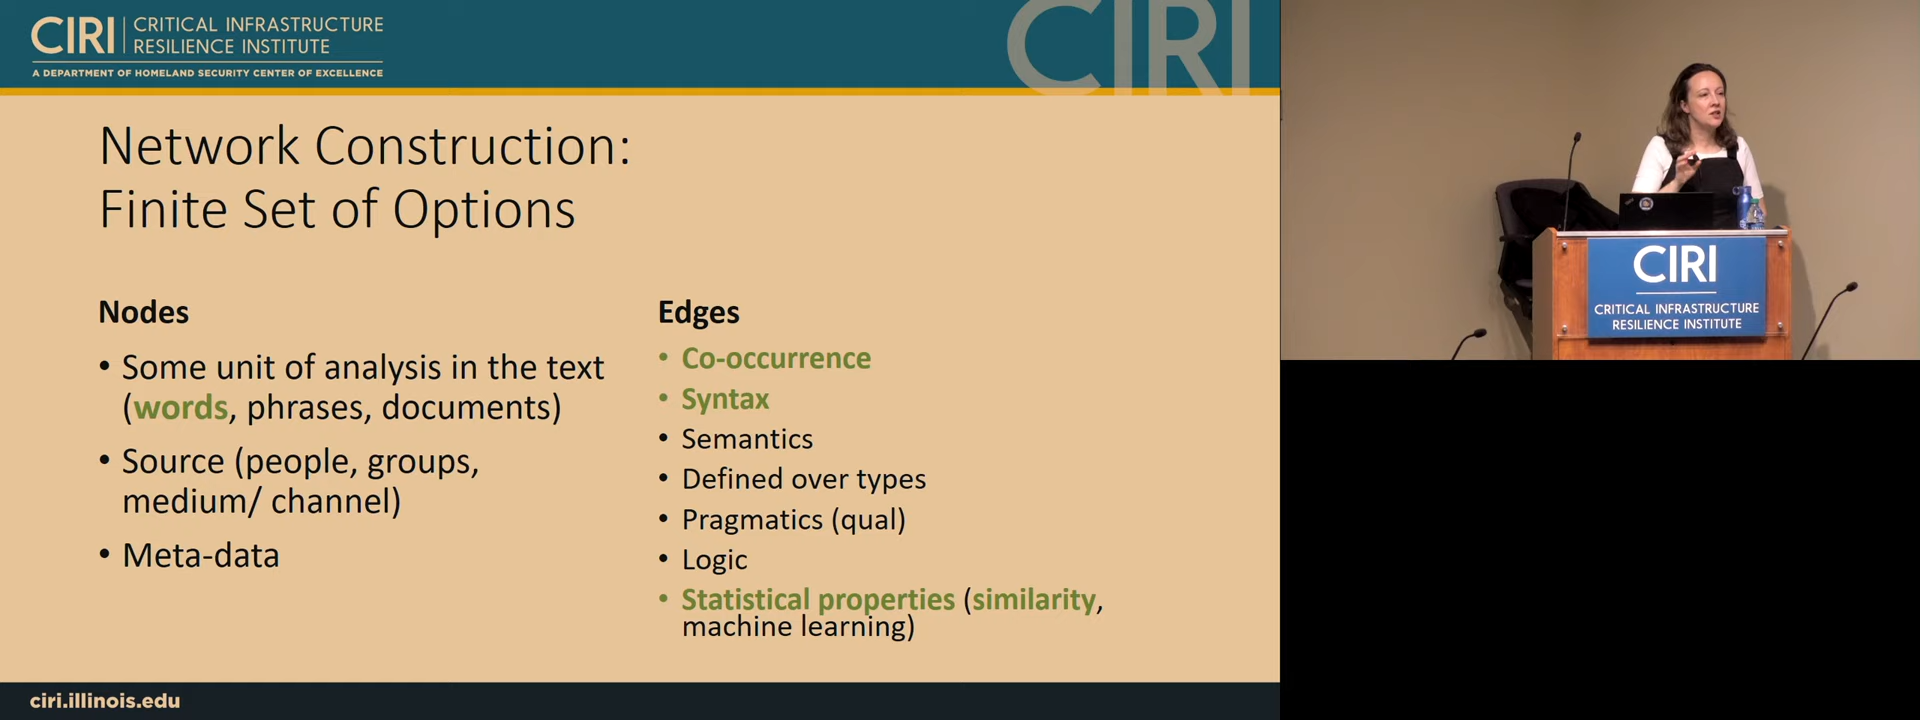 CIRI
CRITICAL INFRASTRUCTURE
RESILIENCE INSTITUTE
A DEPARTMENT OF HOMELAND SECURITY CENTER OF EXCELLENCE
CIRI
Network Construction:
Finite Set of Options
Nodes
• Some unit of analysis in the text
(words, phrases, documents)
• Source (people, groups,
medium/ channel)
• Meta-data
Edges
• Co-occurrence
• Syntax
• Semantics
• Defined over types
• Pragmatics (qual)
• Logic
• Statistical properties (similarity,
machine learning)
ciri.illinois.edu
CIRI
CRITICAL INFRASTRUCTURE
RESILIENCE INSTITUTE